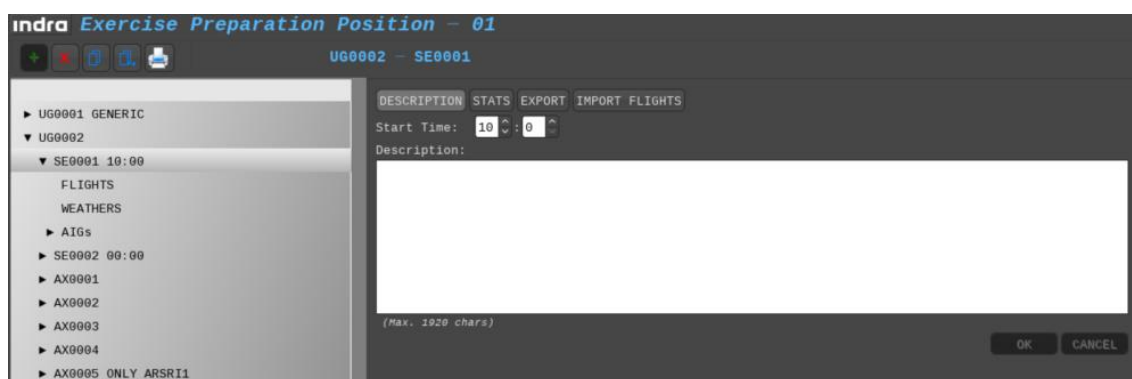 indra Exercise Preparation Position — 01
UG0002 — SE0001
DESCRIPTION STATS EXPORT IMPORT FLIGHTS
Start Time: 10 : 0
Description:
(Max. 1920 chars)
OK CANCEL
▶ UG0001 GENERIC
▼ UG0002
▼ SE0001 10:00
FLIGHTS
WEATHERS
▶ AIGs
▶ SE0002 00:00
▶ AX0001
▶ AX0002
▶ AX0003
▶ AX0004
▶ AX0005 ONLY ARSRI1